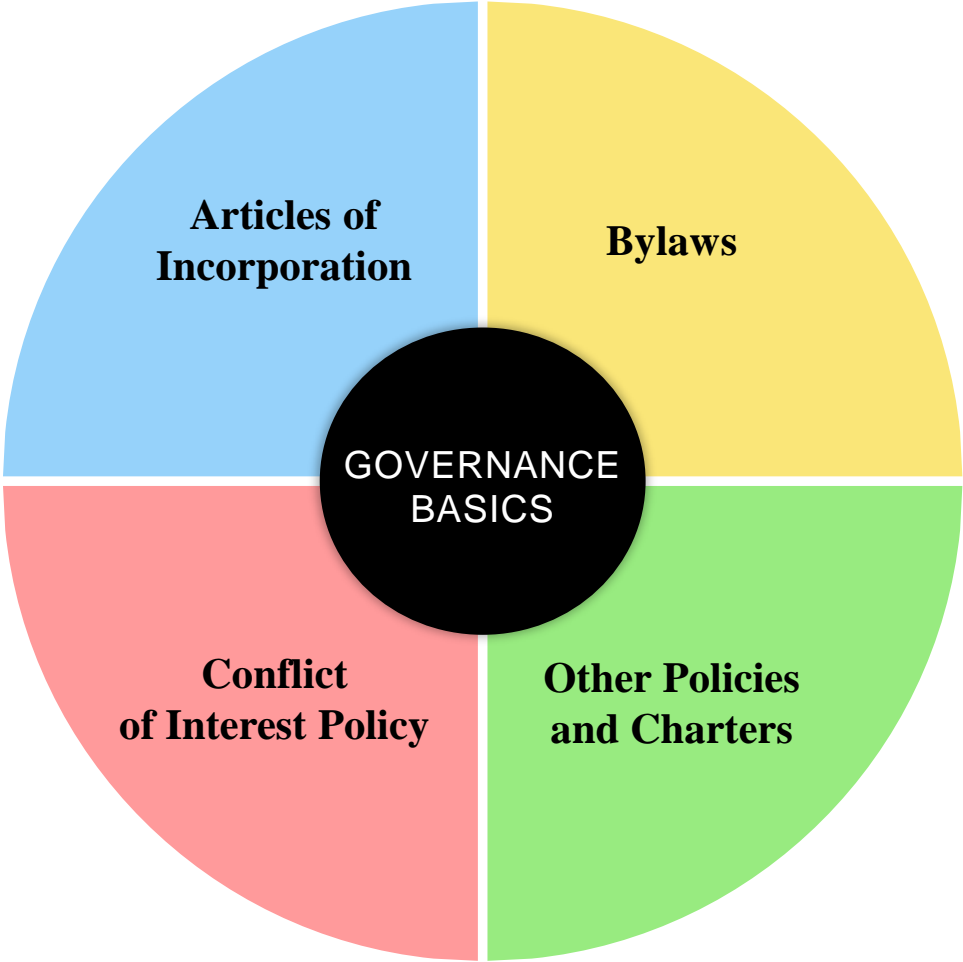 Articles of
Incorporation
Bylaws
GOVERNANCE
BASICS
Conflict
of Interest Policy
Other Policies
and Charters